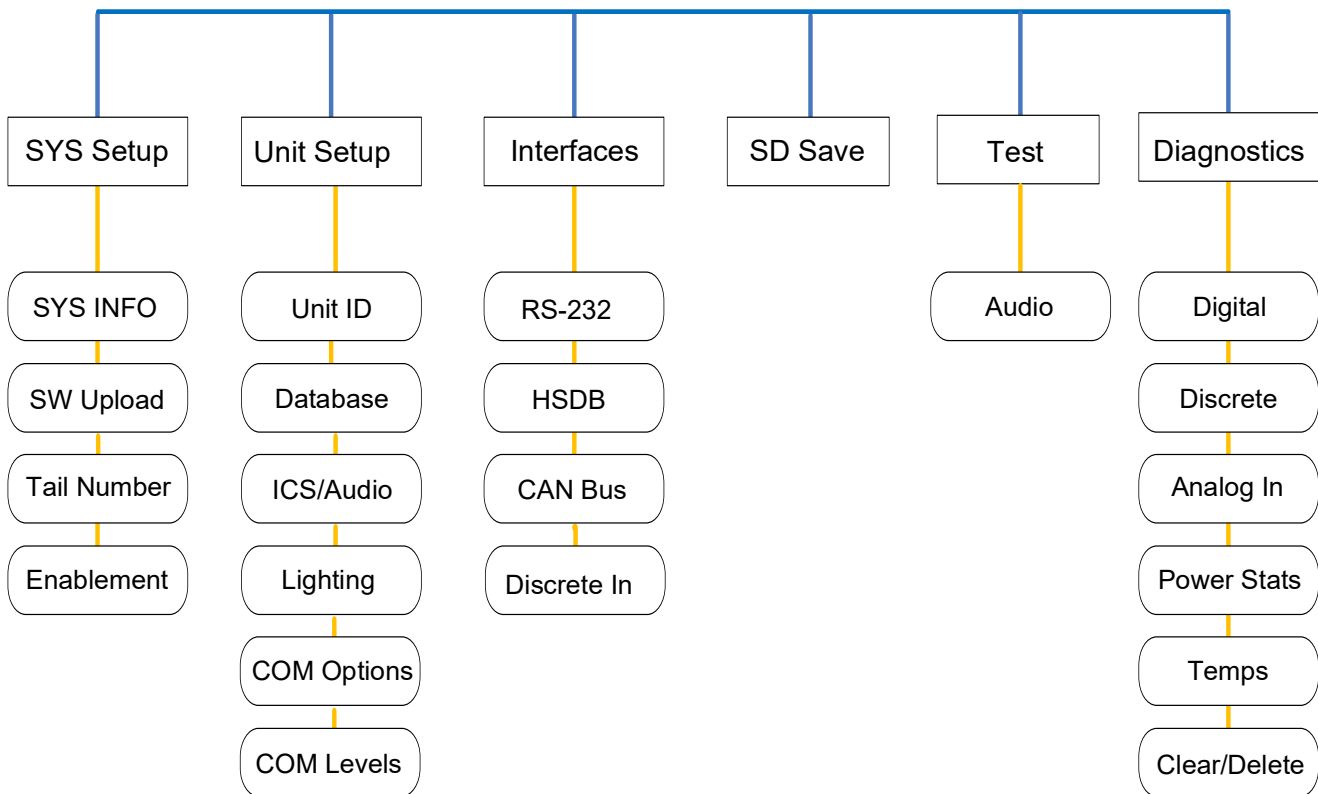 SYS Setup
Unit Setup
Interfaces
SD Save
Test
Diagnostics
SYS INFO
Unit ID
RS-232
Audio
Digital
SW Upload
Database
HSDB
Discrete
Tail Number
ICS/Audio
CAN Bus
Analog In
Enablement
Lighting
Discrete In
Power Stats
COM Options
Temps
COM Levels
Clear/Delete